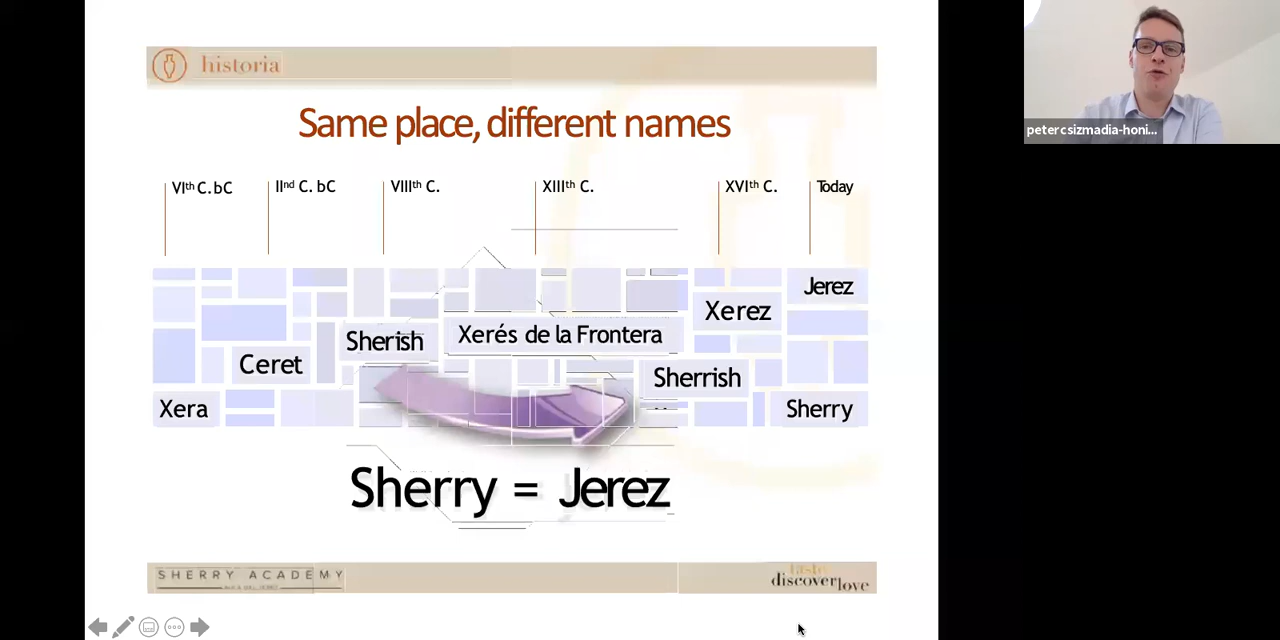 historia
Same place, different names
VIth C. bC
IInd C. bC
VIIIth C.
XIIIth C.
XVIth C.
Today
Xera
Ceret
Sherish
Xerés de la Frontera
Xerez
Sherrish
Jerez
Sherry
Sherry = Jerez
SHERRY ACADEMY
taste
discover
love
petercsizmadia-honi...